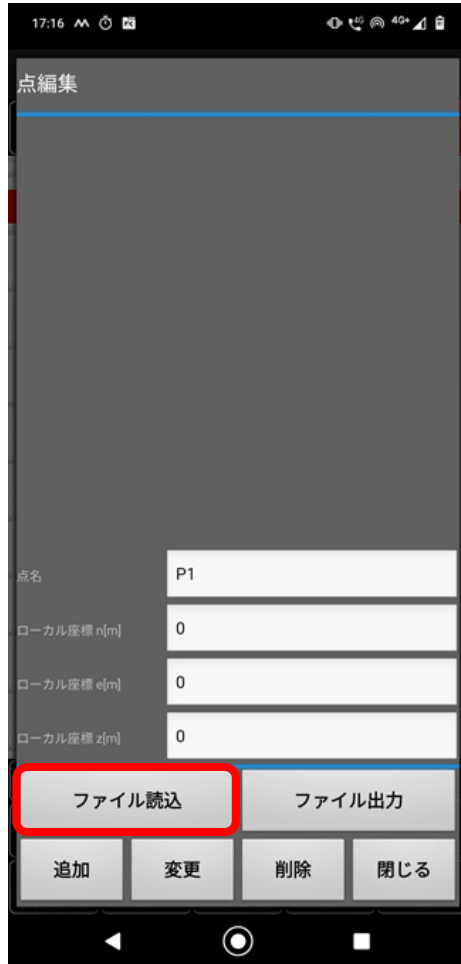 17:16 4G 4G+
点編集
点名 P1
ローカル座標 n[m] 0
ローカル座標 e[m] 0
ローカル座標 z[m] 0
ファイル読込 ファイル出力
追加 変更 削除 閉じる